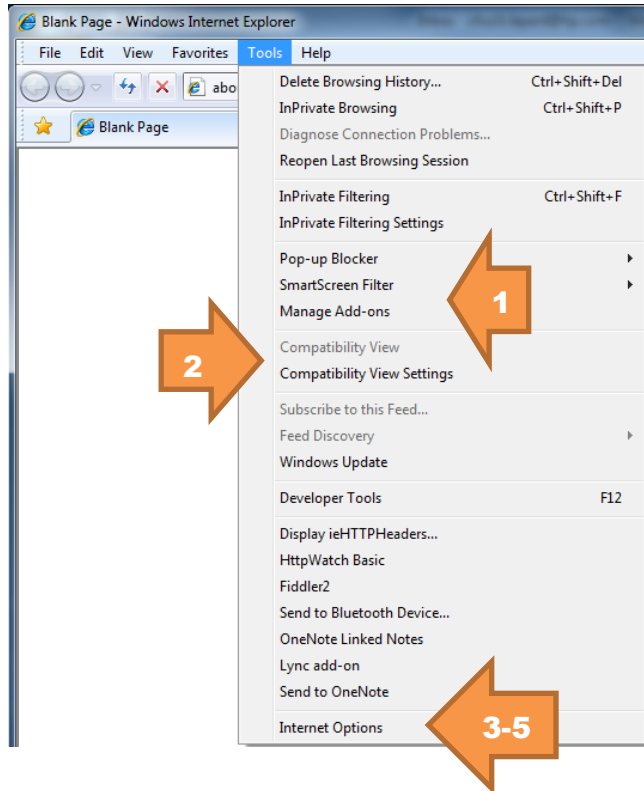 Blank Page - Windows Internet Explorer
File Edit View Favorites Tools Help
abo
Blank Page
Delete Browsing History... Ctrl+Shift+Del
InPrivate Browsing Ctrl+Shift+P
Diagnose Connection Problems...
Reopen Last Browsing Session
InPrivate Filtering Ctrl+Shift+F
InPrivate Filtering Settings
Pop-up Blocker
SmartScreen Filter
1
Manage Add-ons
Compatibility View
2
Compatibility View Settings
Subscribe to this Feed...
Feed Discovery
Windows Update
Developer Tools F12
Display ieHTTPHeaders...
HttpWatch Basic
Fiddler2
Send to Bluetooth Device...
OneNote Linked Notes
Lync add-on
Send to OneNote
Internet Options
3-5